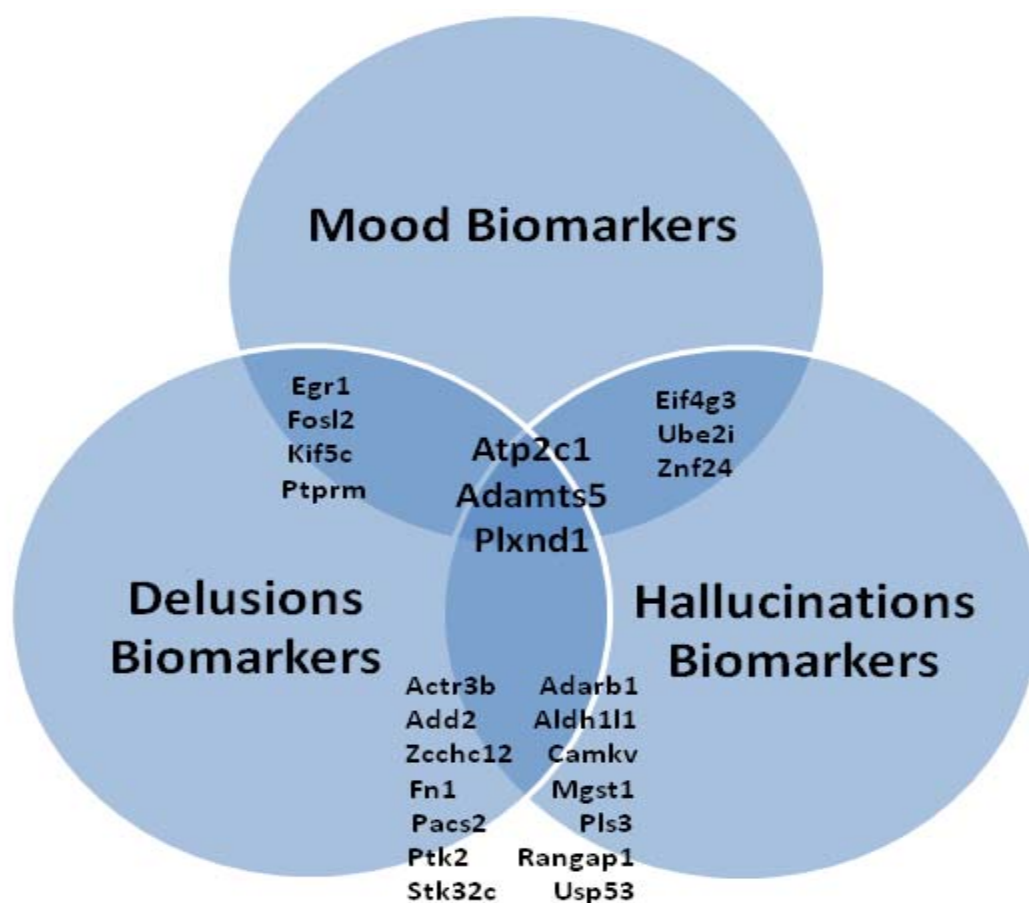 Mood Biomarkers
Egr1
Fosl2
Kif5c
Ptprm
Eif4g3
Ube2i
Znf24
Atp2c1
Adamts5
Plxnd1
Delusions
Biomarkers
Hallucinations
Biomarkers
Actr3b Adarb1
Add2 Aldh1l1
Zcchc12 Camkv
Fn1 Mgst1
Pacs2 Pls3
Ptk2 Rangap1
Stk32c Usp53